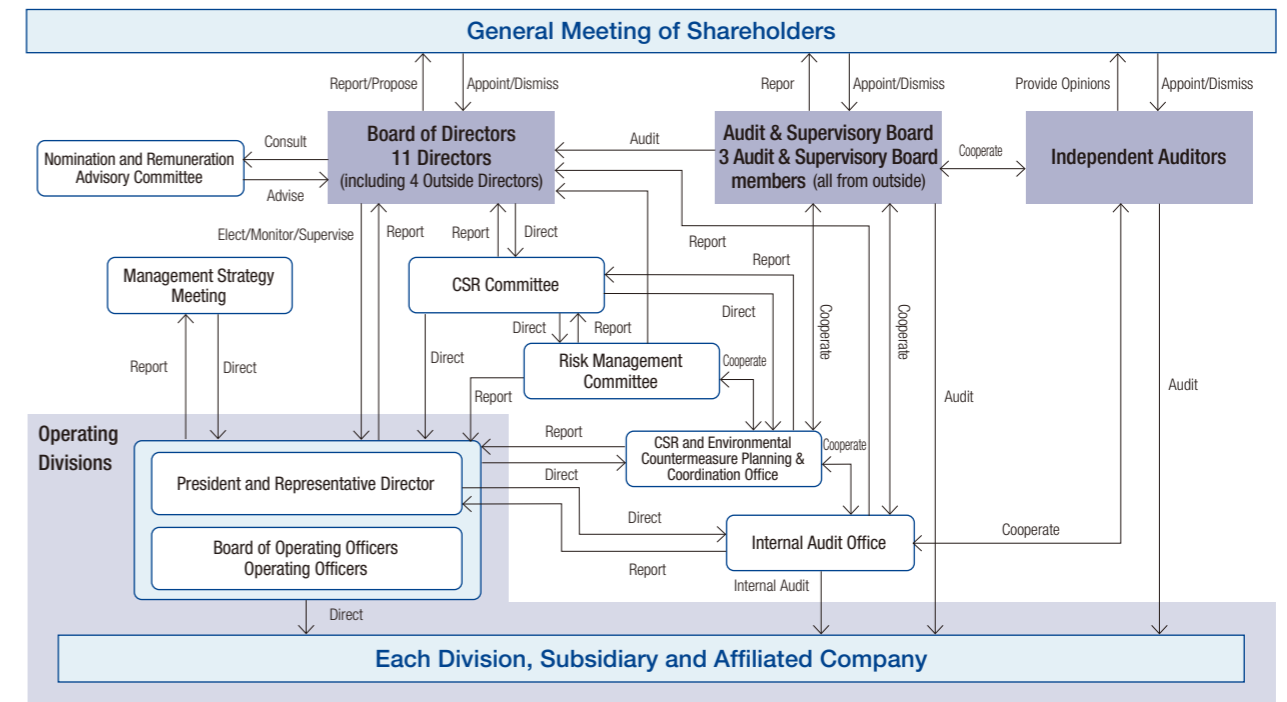 General Meeting of Shareholders
Report/Propose
Appoint/Dismiss
Repor
Appoint/Dismiss
Provide Opinions
Appoint/Dismiss
Board of Directors
11 Directors
(including 4 Outside Directors)
Audit & Supervisory Board
3 Audit & Supervisory Board
members (all from outside)
Independent Auditors
Consult
Audit
Cooperate
Nomination and Remuneration
Advisory Committee
Advise
Elect/Monitor/Supervise
Report
Report
Direct
Report
Report
Management Strategy
Meeting
CSR Committee
Direct
Cooperate
Cooperate
Direct
Report
Report
Direct
Direct
Risk Management
Committee
Cooperate
Report
Audit
Audit
Operating
Divisions
Report
CSR and Environmental
Countermeasure Planning &
Coordination Office
Cooperate
Direct
President and Representative Director
Direct
Internal Audit Office
Cooperate
Board of Operating Officers
Operating Officers
Report
Internal Audit
Direct
Each Division, Subsidiary and Affiliated Company